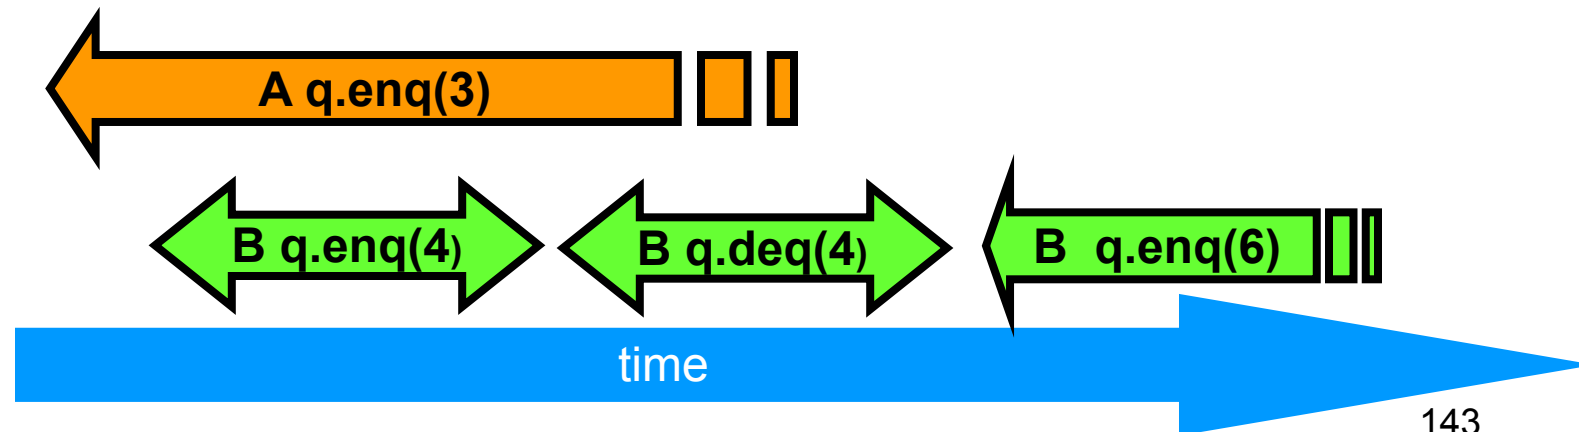 A q.enq(3)
B q.enq(4)
B q.deq(4)
B q.enq(6)
time
143